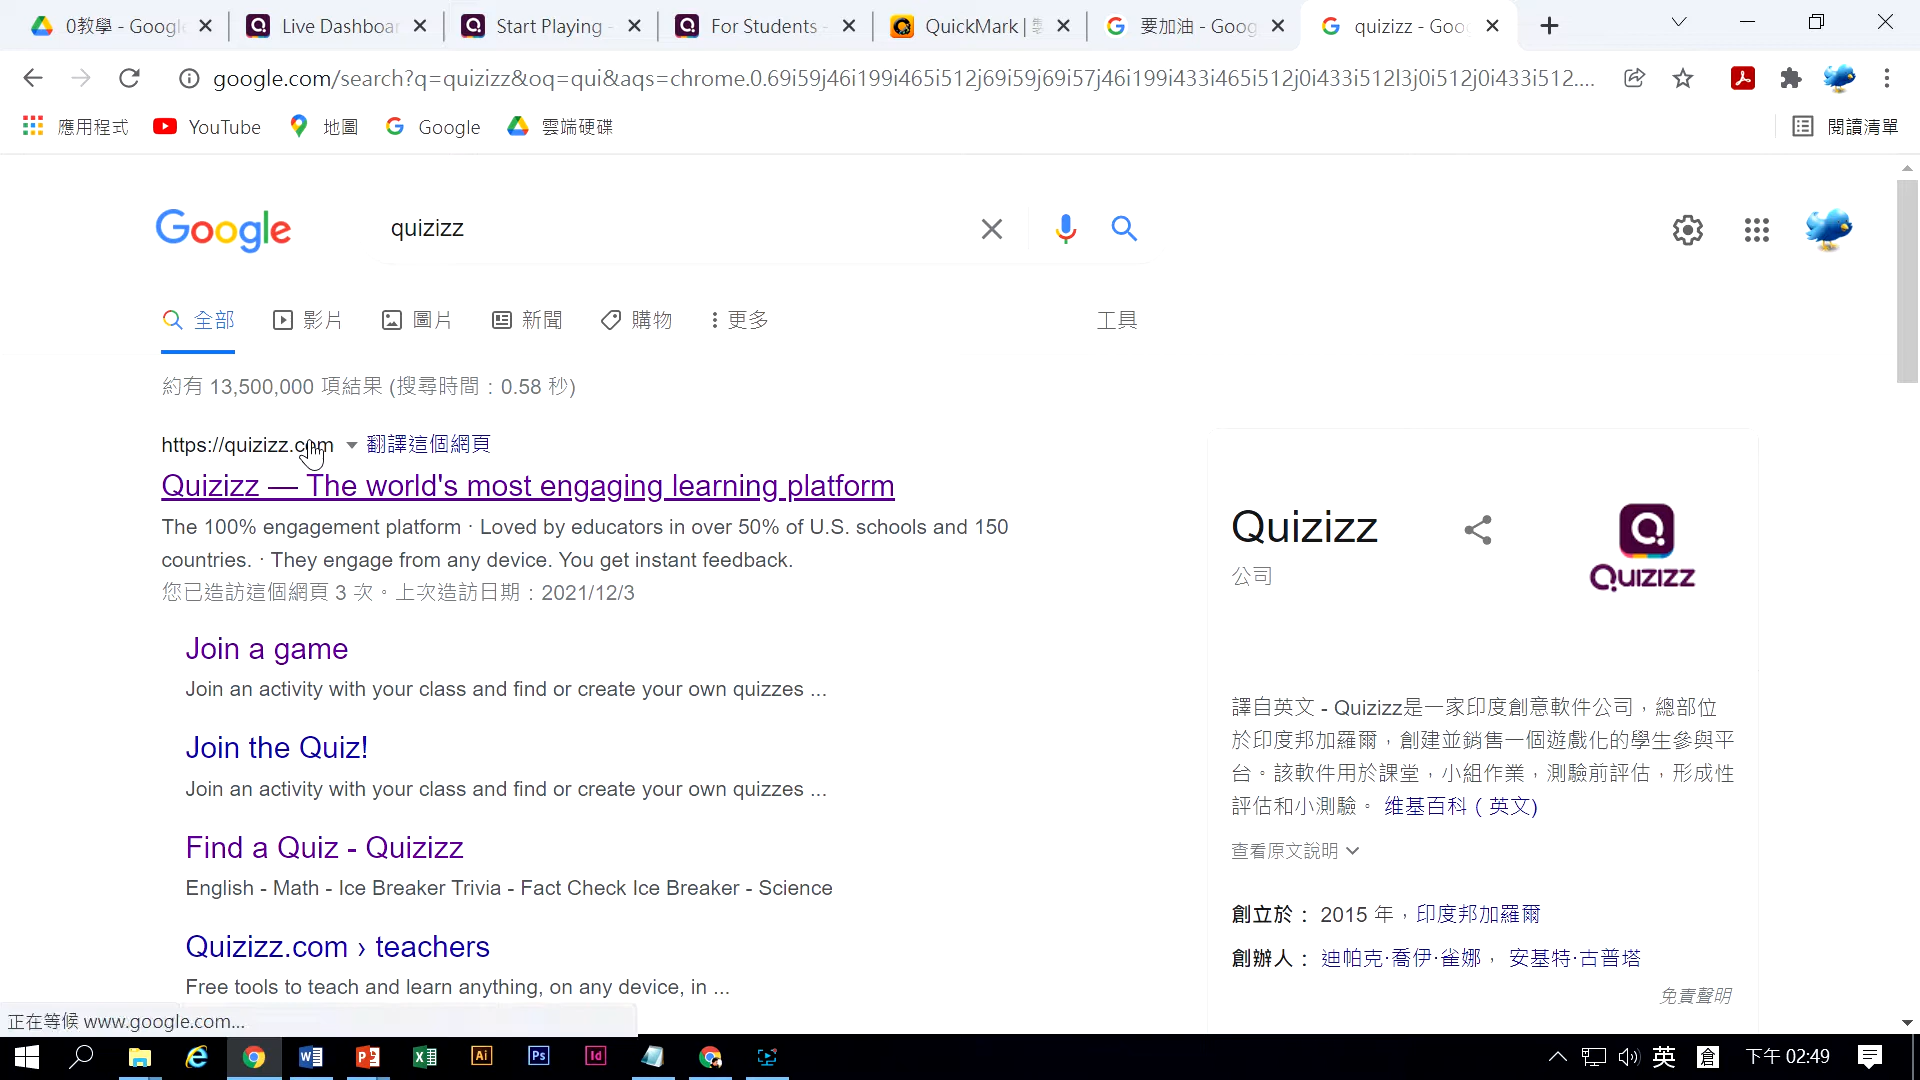 0教學 - Google
Live Dashboar
Start Playing -
For Students -
QuickMark | 製
要加油 - Goog
quizizz - Goog
google.com/search?q=quizizz&oq=qui&aqs=chrome.0.69i59j46i199i465i512j69i59j69i57j46i199i433i465i512j0i433i512l3j0i512j0i433i512....
應用程式
YouTube
地圖
Google
雲端硬碟
閱讀清單
Google
quizizz
全部
影片
圖片
新聞
購物
更多
工具
約有 13,500,000 項結果 (搜尋時間：0.58 秒)
https://quizizz.com
翻譯這個網頁
Quizizz — The world's most engaging learning platform
The 100% engagement platform · Loved by educators in over 50% of U.S. schools and 150
countries. · They engage from any device. You get instant feedback.
您已造訪這個網頁 3 次。上次造訪日期：2021/12/3
Join a game
Join an activity with your class and find or create your own quizzes ...
Join the Quiz!
Join an activity with your class and find or create your own quizzes ...
Find a Quiz - Quizizz
English - Math - Ice Breaker Trivia - Fact Check Ice Breaker - Science
Quizizz.com › teachers
Free tools to teach and learn anything, on any device, in ...
Quizizz
公司
QUIZIZZ
譯自英文 - Quizizz是一家印度創意軟件公司，總部位
於印度邦加羅爾，創建並銷售一個遊戲化的學生參與平
台。該軟件用於課堂，小組作業，測驗前評估，形成性
評估和小測驗。 维基百科（英文)
查看原文說明
創立於： 2015 年，印度邦加羅爾
創辦人： 迪帕克·喬伊·雀娜， 安基特·古普塔
免責聲明
正在等候 www.google.com...
Ai
Ps
Id
英
倉
下午 02:49